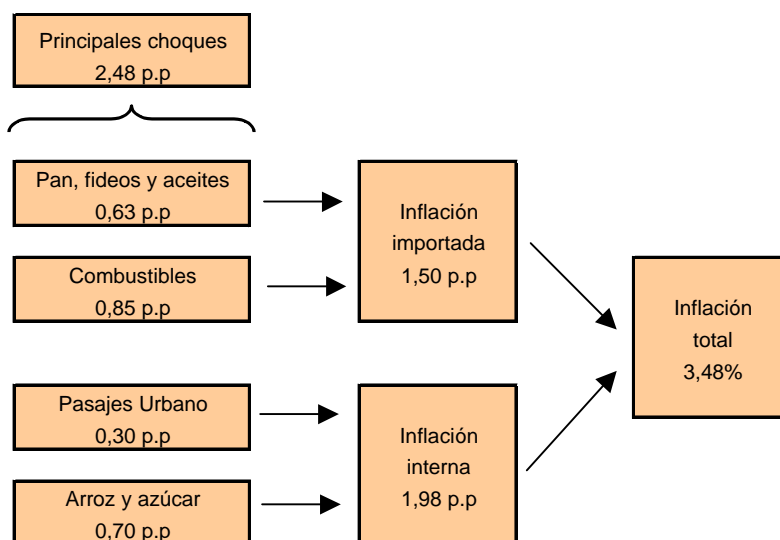 Principales choques
2,48 p.p
Pan, fideos y aceites
0,63 p.p
Combustibles
0,85 p.p
Pasajes Urbano
0,30 p.p
Arroz y azúcar
0,70 p.p
Inflación
importada
1,50 p.p
Inflación
interna
1,98 p.p
Inflación
total
3,48%